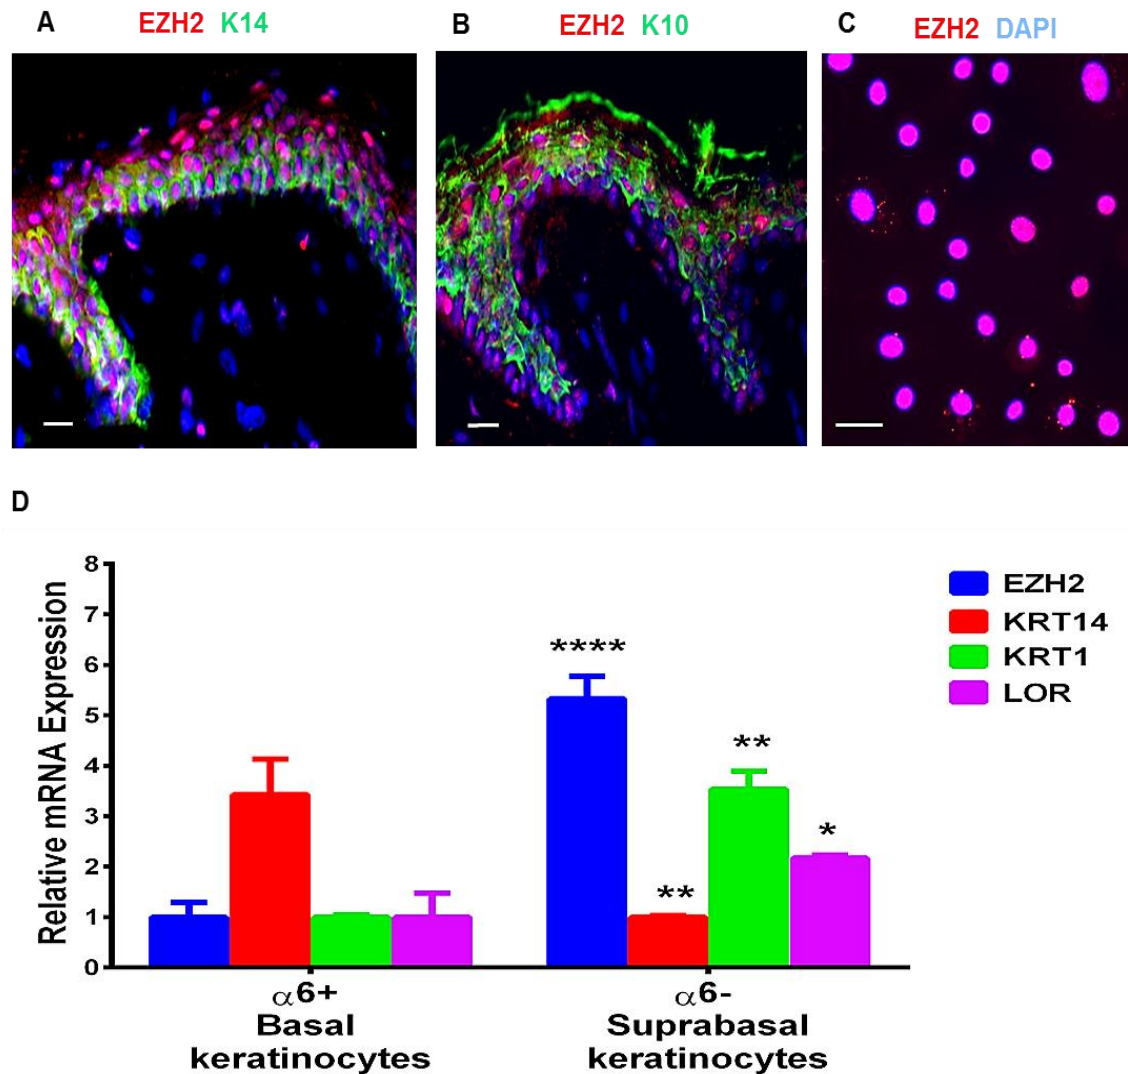 A
EZH2 K14
B
EZH2 K10
C
EZH2 DAPI
D
Relative mRNA Expression
8
7
6
5
4
3
2
1
0
****
**
**
*
EZH2
KRT14
KRT1
LOR
α6+
Basal
keratinocytes
α6-
Suprabasal
keratinocytes